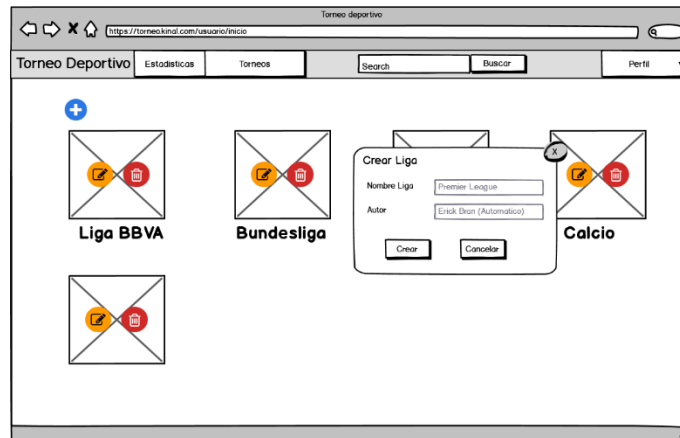 Torneo deportivo
https://torneo.kinal.com/usuario/inicio
Torneo Deportivo
Estadisticas
Torneos
Search
Buscar
Perfil
Crear Liga
X
Nombre Liga
Premier League
Autor
Erick Bran (Automatico)
Crear
Cancelar
Liga BBVA
Bundesliga
Calcio